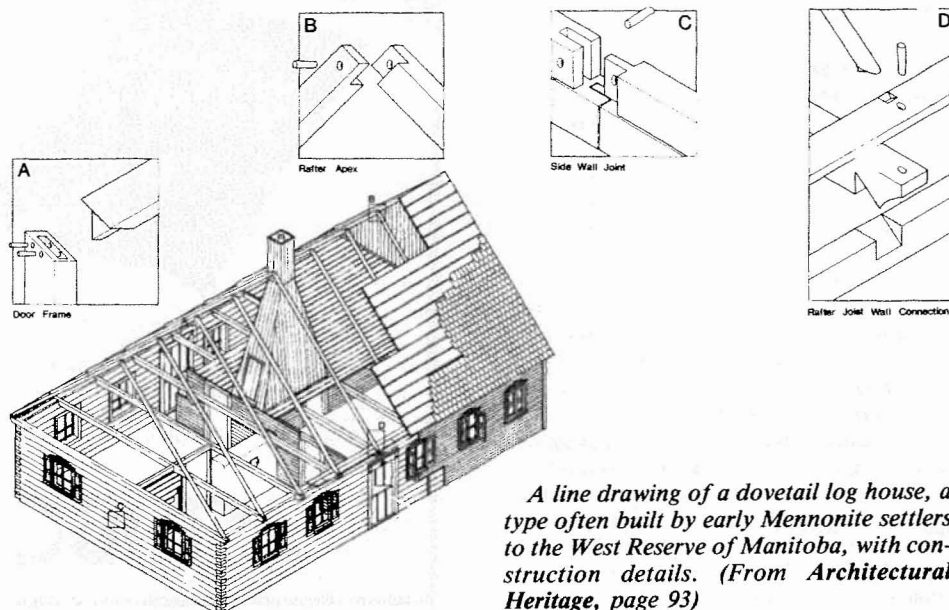 B
Rafter Apex
C
Side Wall Joint
D
Rafter Joist Wall Connection
A
Door Frame
A line drawing of a dovetail log house, a
type often built by early Mennonite settlers
to the West Reserve of Manitoba, with con-
struction details. (From Architectural
Heritage, page 93)